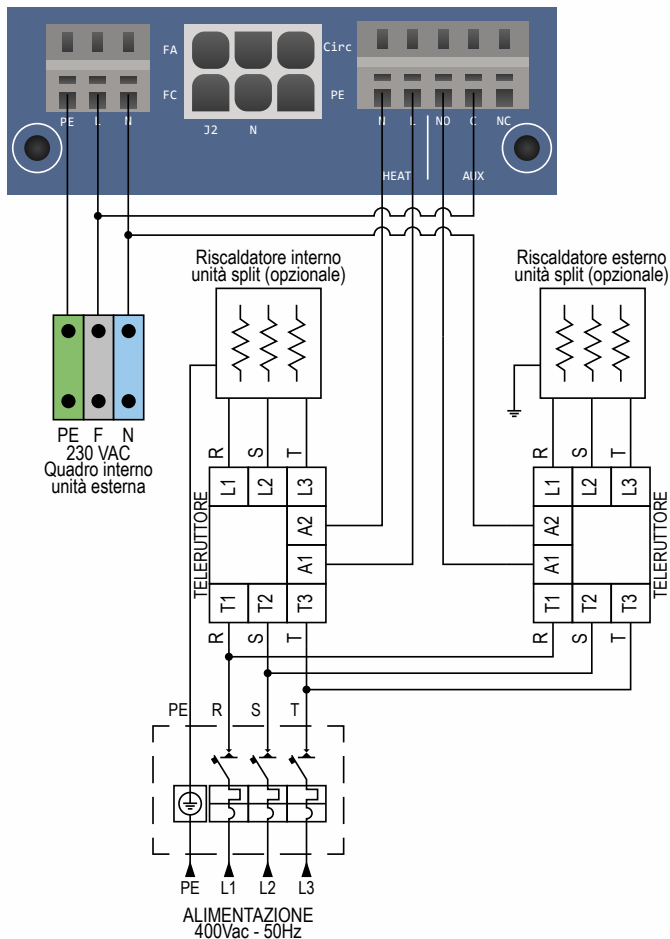 FA
Circ
FC
PE
PE L N
J2 N
N L NO C NC
HEAT AUX
Riscaldatore interno
unità split (opzionale)
Riscaldatore esterno
unità split (opzionale)
PE F N
230 VAC
Quadro interno
unità esterna
R S T
R S T
L1 L2 L3
L1 L2 L3
TELERUTTORE
A2
A1
A2
A1
TELERUTTORE
T1 T2 T3
T1 T2 T3
R S T
R S T
PE R S T
PE L1 L2 L3
ALIMENTAZIONE
400Vac - 50Hz